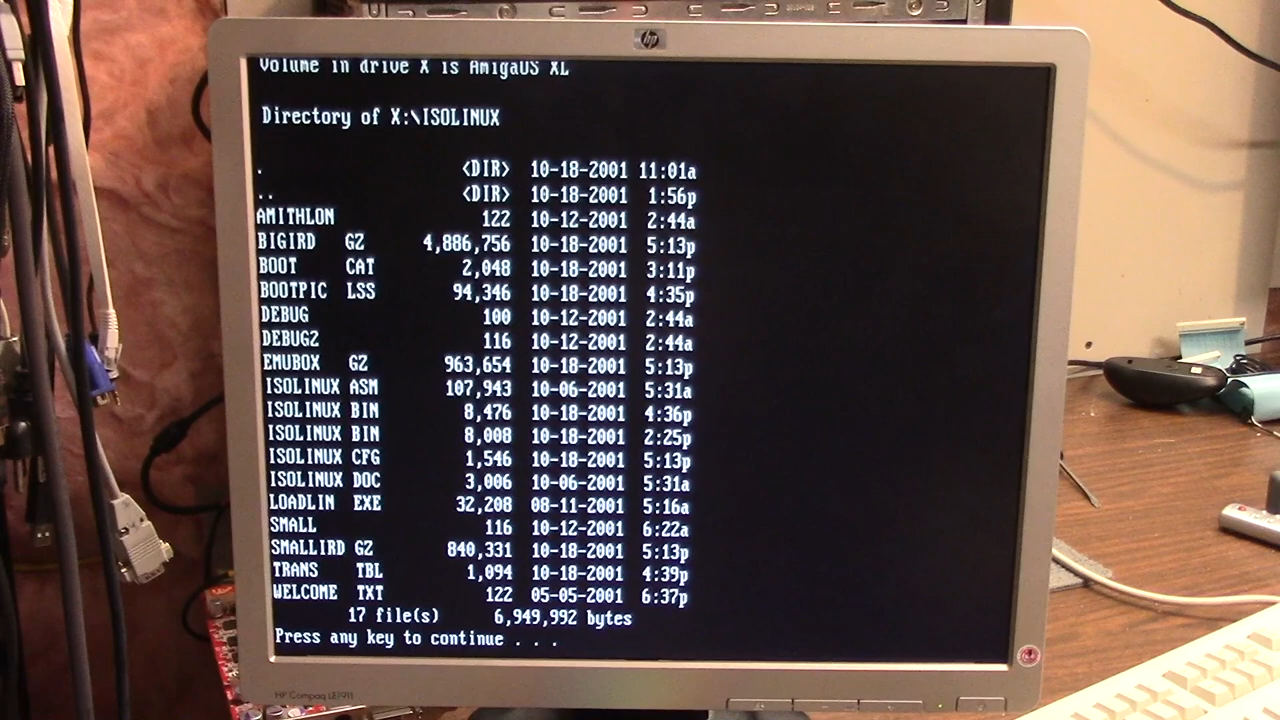 hp
Volume in drive X is AmigaOS XL
Directory of X:\ISOLINUX
. <DIR> 10-18-2001 11:01a
.. <DIR> 10-18-2001 1:56p
AMITHLON 122 10-12-2001 2:44a
BIGIRD GZ 4,886,756 10-18-2001 5:13p
BOOT CAT 2,048 10-18-2001 3:11p
BOOTPIC LSS 94,346 10-18-2001 4:35p
DEBUG 100 10-12-2001 2:44a
DEBUG2 116 10-12-2001 2:44a
EMUBOX GZ 963,654 10-18-2001 5:13p
ISOLINUX ASM 107,943 10-06-2001 5:31a
ISOLINUX BIN 8,476 10-18-2001 4:36p
ISOLINUX BIN 8,008 10-18-2001 2:25p
ISOLINUX CFG 1,546 10-18-2001 5:13p
ISOLINUX DOC 3,006 10-06-2001 5:31a
LOADLIN EXE 32,208 08-11-2001 5:16a
SMALL 116 10-12-2001 6:22a
SMALLIRD GZ 840,331 10-18-2001 5:13p
TRANS TBL 1,094 10-18-2001 4:39p
WELCOME TXT 122 05-05-2001 6:37p
17 file(s) 6,949,992 bytes
Press any key to continue . . .
HP Compaq LE1911